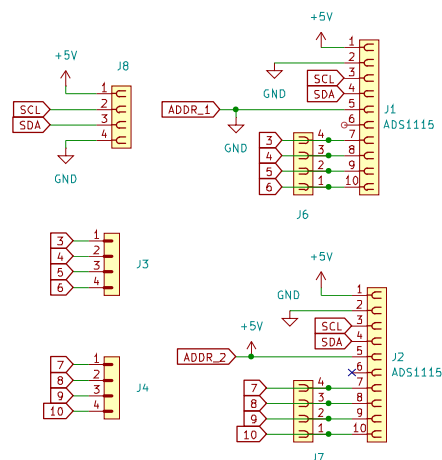 +5V
J8
1
SCL 2
SDA 3
4
GND
+5V
1
2
GND
SCL 3
SDA 4
ADDR_1 5
J1
6 ADS1115
GND
3 4 7
4 3 8
5 2 9
6 1 10
J6
3 1
4 2
5 3
6 4
J3
+5V
1
GND 2
SCL 3
SDA 4
+5V
ADDR_2 5
J2
6 ADS1115
7 1
8 2
9 3
10 4
J4
7 4 7
8 3 8
9 2 9
10 1 10
J7